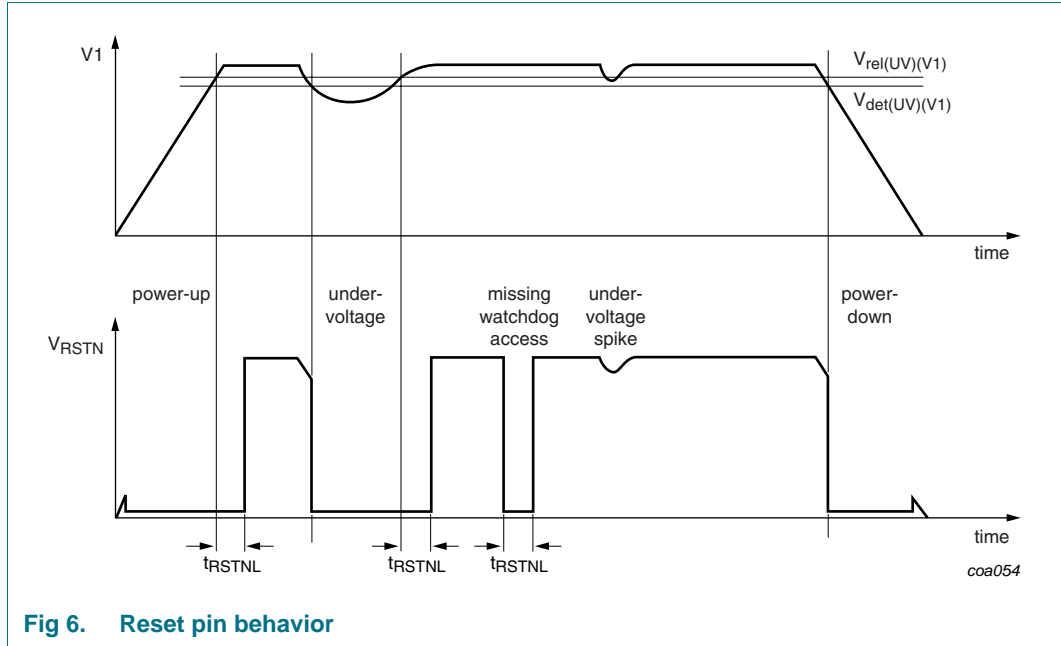 V1
Vrel(UV)(V1)
Vdet(UV)(V1)
time
power-up
under-
voltage
missing
watchdog
access
under-
voltage
spike
power-
down
VRSTN
time
tRSTNL
tRSTNL
tRSTNL
coa054
Fig 6. Reset pin behavior